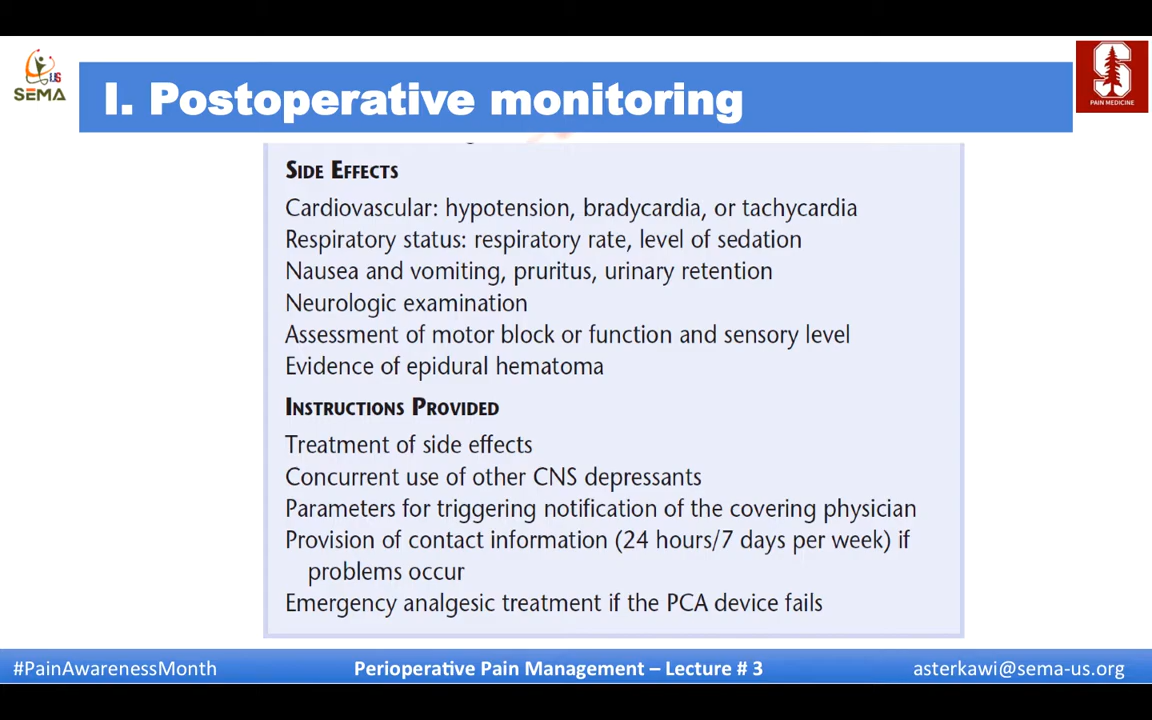 US
SEMA
I. Postoperative monitoring
S
PAIN MEDICINE
SIDE EFFECTS
Cardiovascular: hypotension, bradycardia, or tachycardia
Respiratory status: respiratory rate, level of sedation
Nausea and vomiting, pruritus, urinary retention
Neurologic examination
Assessment of motor block or function and sensory level
Evidence of epidural hematoma
INSTRUCTIONS PROVIDED
Treatment of side effects
Concurrent use of other CNS depressants
Parameters for triggering notification of the covering physician
Provision of contact information (24 hours/7 days per week) if
problems occur
Emergency analgesic treatment if the PCA device fails
#PainAwarenessMonth
Perioperative Pain Management – Lecture # 3
asterkawi@sema-us.org